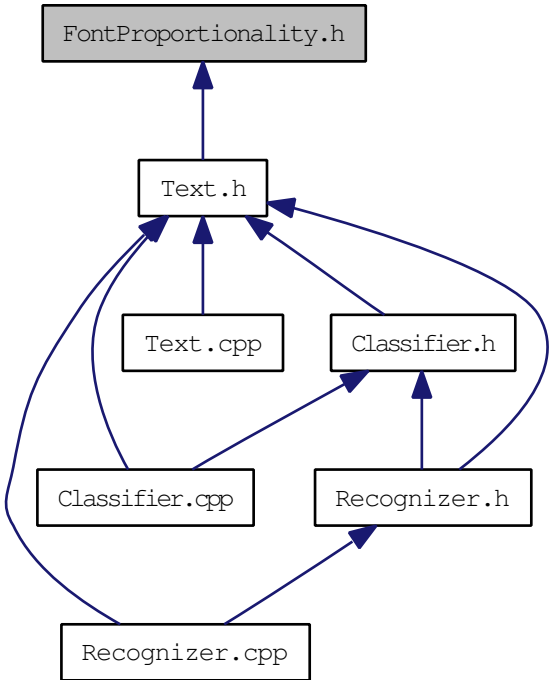 FontProportionality.h
Text.h
Text.cpp
Classifier.h
Classifier.cpp
Recognizer.h
Recognizer.cpp